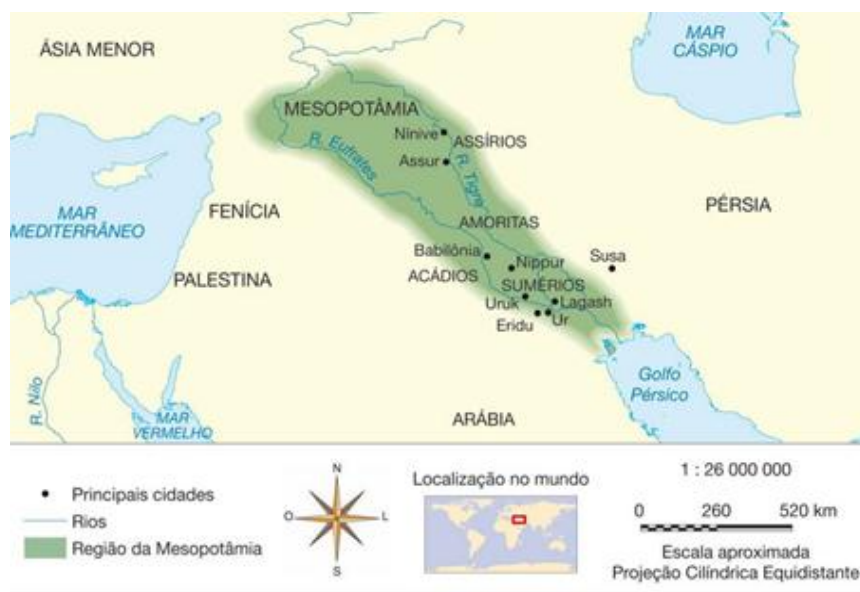 ÁSIA MENOR
MAR
CÁSPIO
MESOPOTÂMIA
Nínive
ASSÍRIOS
R. Eufrates
Assur
R. Tigre
MAR
MEDITERRÂNEO
FENÍCIA
PÉRSIA
AMORITAS
Babilônia
Susa
Nippur
PALESTINA
ACÁDIOS
SUMÉRIOS
Uruk
Lagash
Eridu
Ur
Golfo
Pérsico
R. Nilo
MAR
VERMELHO
ARÁBIA
Principais cidades
Rios
Região da Mesopotâmia
N
O
L
S
Localização no mundo
1 : 26 000 000
0 260 520 km
Escala aproximada
Projeção Cilíndrica Equidistante